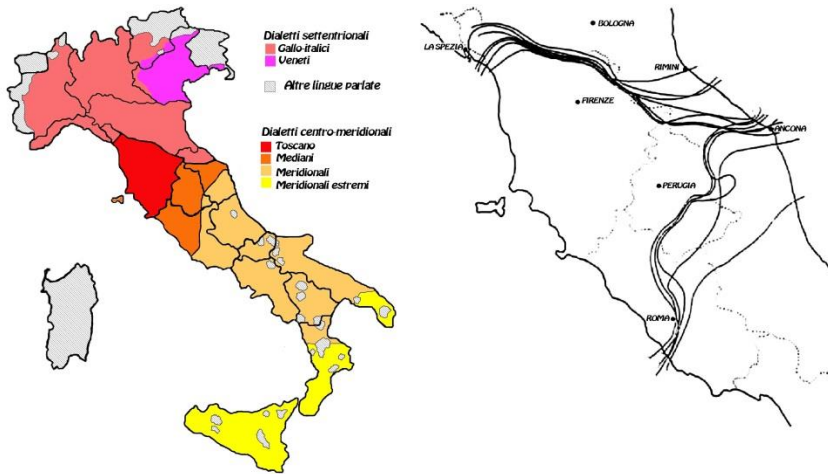 Dialetti settentrionali
Gallo-italici
Veneti
Altre lingue parlate
Dialetti centro-meridionali
Toscano
Mediani
Meridionali
Meridionali estremi
BOLOGNA
LA SPEZIA
RIMINI
FIRENZE
ANCONA
PERUGIA
ROMA